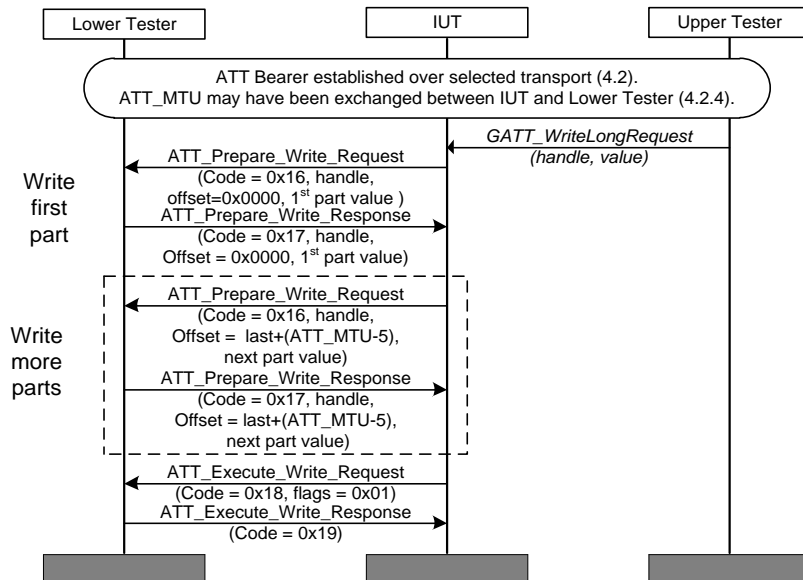 Lower Tester
IUT
Upper Tester
ATT Bearer established over selected transport (4.2).
ATT_MTU may have been exchanged between IUT and Lower Tester (4.2.4).
GATT_WriteLongRequest
(handle, value)
Write
first
part
ATT_Prepare_Write_Request
(Code = 0x16, handle,
offset=0x0000, 1st part value )
ATT_Prepare_Write_Response
(Code = 0x17, handle,
Offset = 0x0000, 1st part value)
Write
more
parts
ATT_Prepare_Write_Request
(Code = 0x16, handle,
Offset = last+(ATT_MTU-5),
next part value)
ATT_Prepare_Write_Response
(Code = 0x17, handle,
Offset = last+(ATT_MTU-5),
next part value)
ATT_Execute_Write_Request
(Code = 0x18, flags = 0x01)
ATT_Execute_Write_Response
(Code = 0x19)